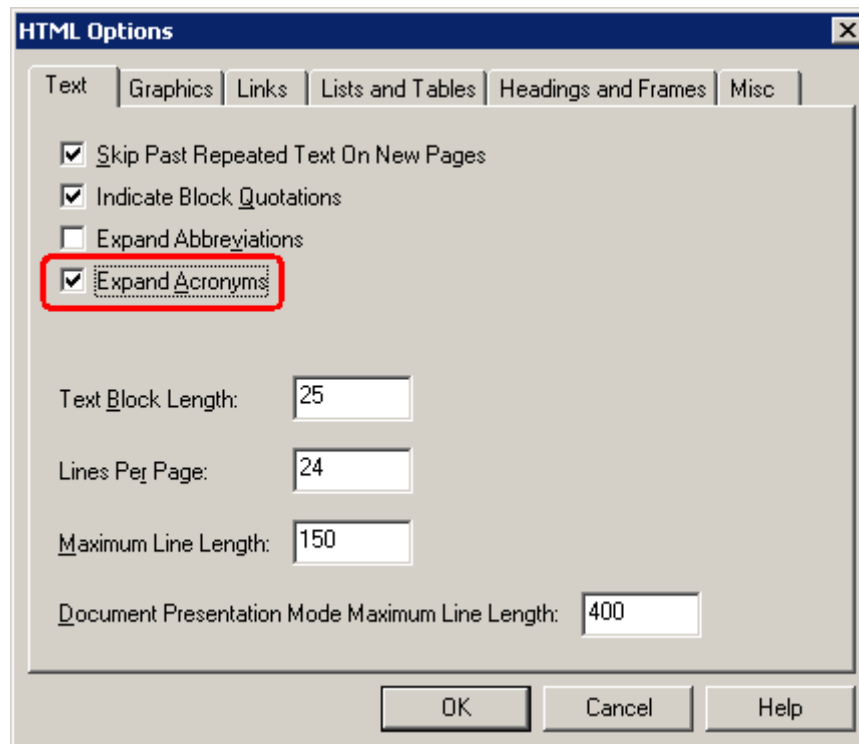 HTML Options
Text Graphics Links Lists and Tables Headings and Frames Misc
Skip Past Repeated Text On New Pages
Indicate Block Quotations
Expand Abbreviations
Expand Acronyms
Text Block Length: 25
Lines Per Page: 24
Maximum Line Length: 150
Document Presentation Mode Maximum Line Length: 400
OK Cancel Help